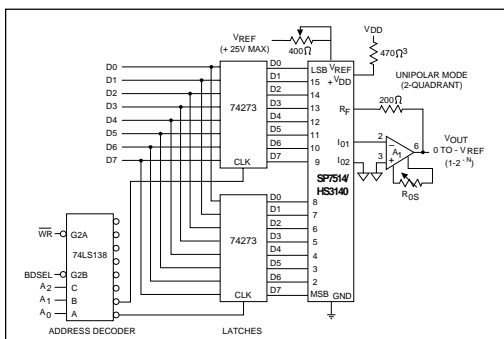 VREF
(+ 25V MAX)
400Ω
VDD
470Ω3
UNIPOLAR MODE
(2-QUADRANT)
200Ω
D0
D1
D2
D3
D4
D5
D6
D7
74273
CLK
D0
D1
D2
D3
D4
D5
D6
D7
LSB
15
14
13
12
11
10
9
VREF
+ VDD
RF
I01
I02
SP7514/
HS3140
2
3
6
–
+
A1
VOUT
0 TO - VREF
(1-2 -N)
R0S
74273
CLK
D0
D1
D2
D3
D4
D5
D6
D7
8
7
6
5
4
3
2
MSB
GND
WR
G2A
74LS138
BDSEL
G2B
A2
C
A1
B
A0
A
ADDRESS DECODER
LATCHES